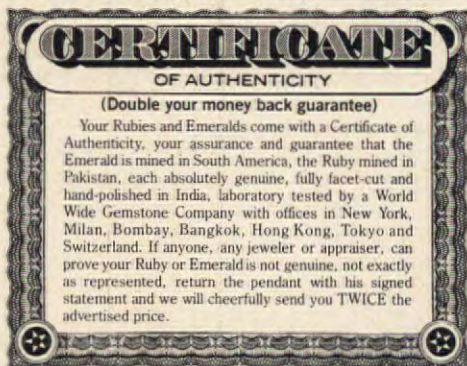 CERTIFICATE
OF AUTHENTICITY
(Double your money back guarantee)
Your Rubies and Emeralds come with a Certificate of
Authenticity, your assurance and guarantee that the
Emerald is mined in South America, the Ruby mined in
Pakistan, each absolutely genuine, fully facet-cut and
hand-polished in India, laboratory tested by a World
Wide Gemstone Company with offices in New York,
Milan, Bombay, Bangkok, Hong Kong, Tokyo and
Switzerland. If anyone, any jeweler or appraiser, can
prove your Ruby or Emerald is not genuine, not exactly
as represented, return the pendant with his signed
statement and we will cheerfully send you TWICE the
advertised price.